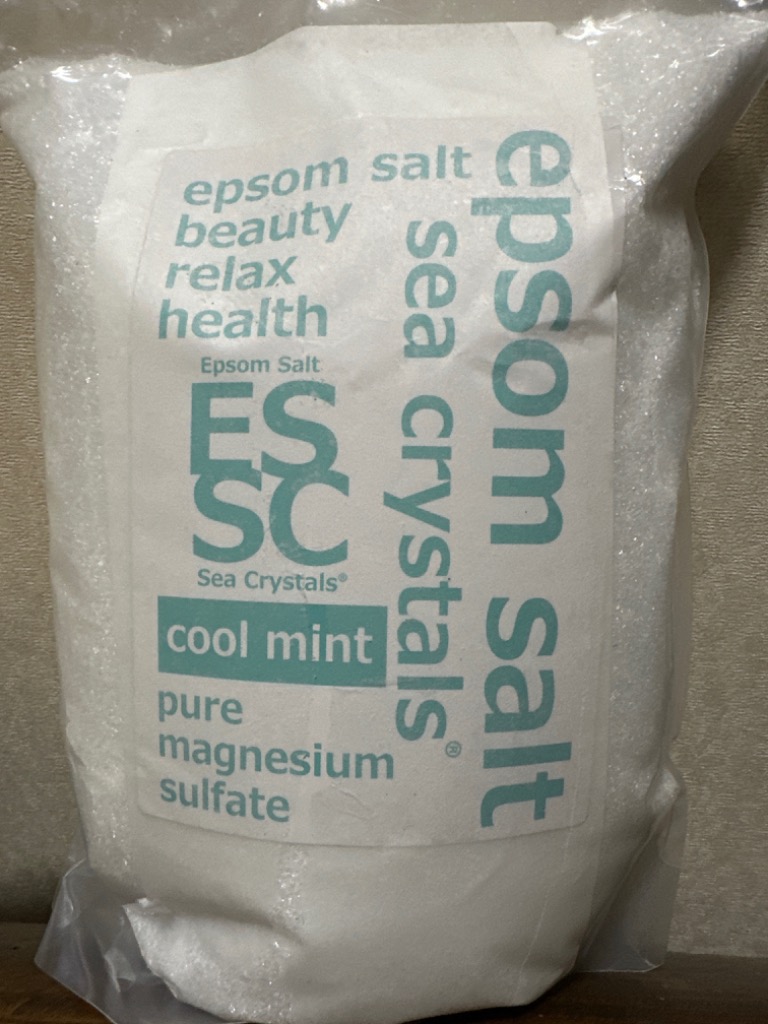 epsom salt
beauty
relax
health
Epsom Salt
ES
SC
Sea Crystals®
cool mint
pure
magnesium
sulfate
sea crystals®
epsom salt